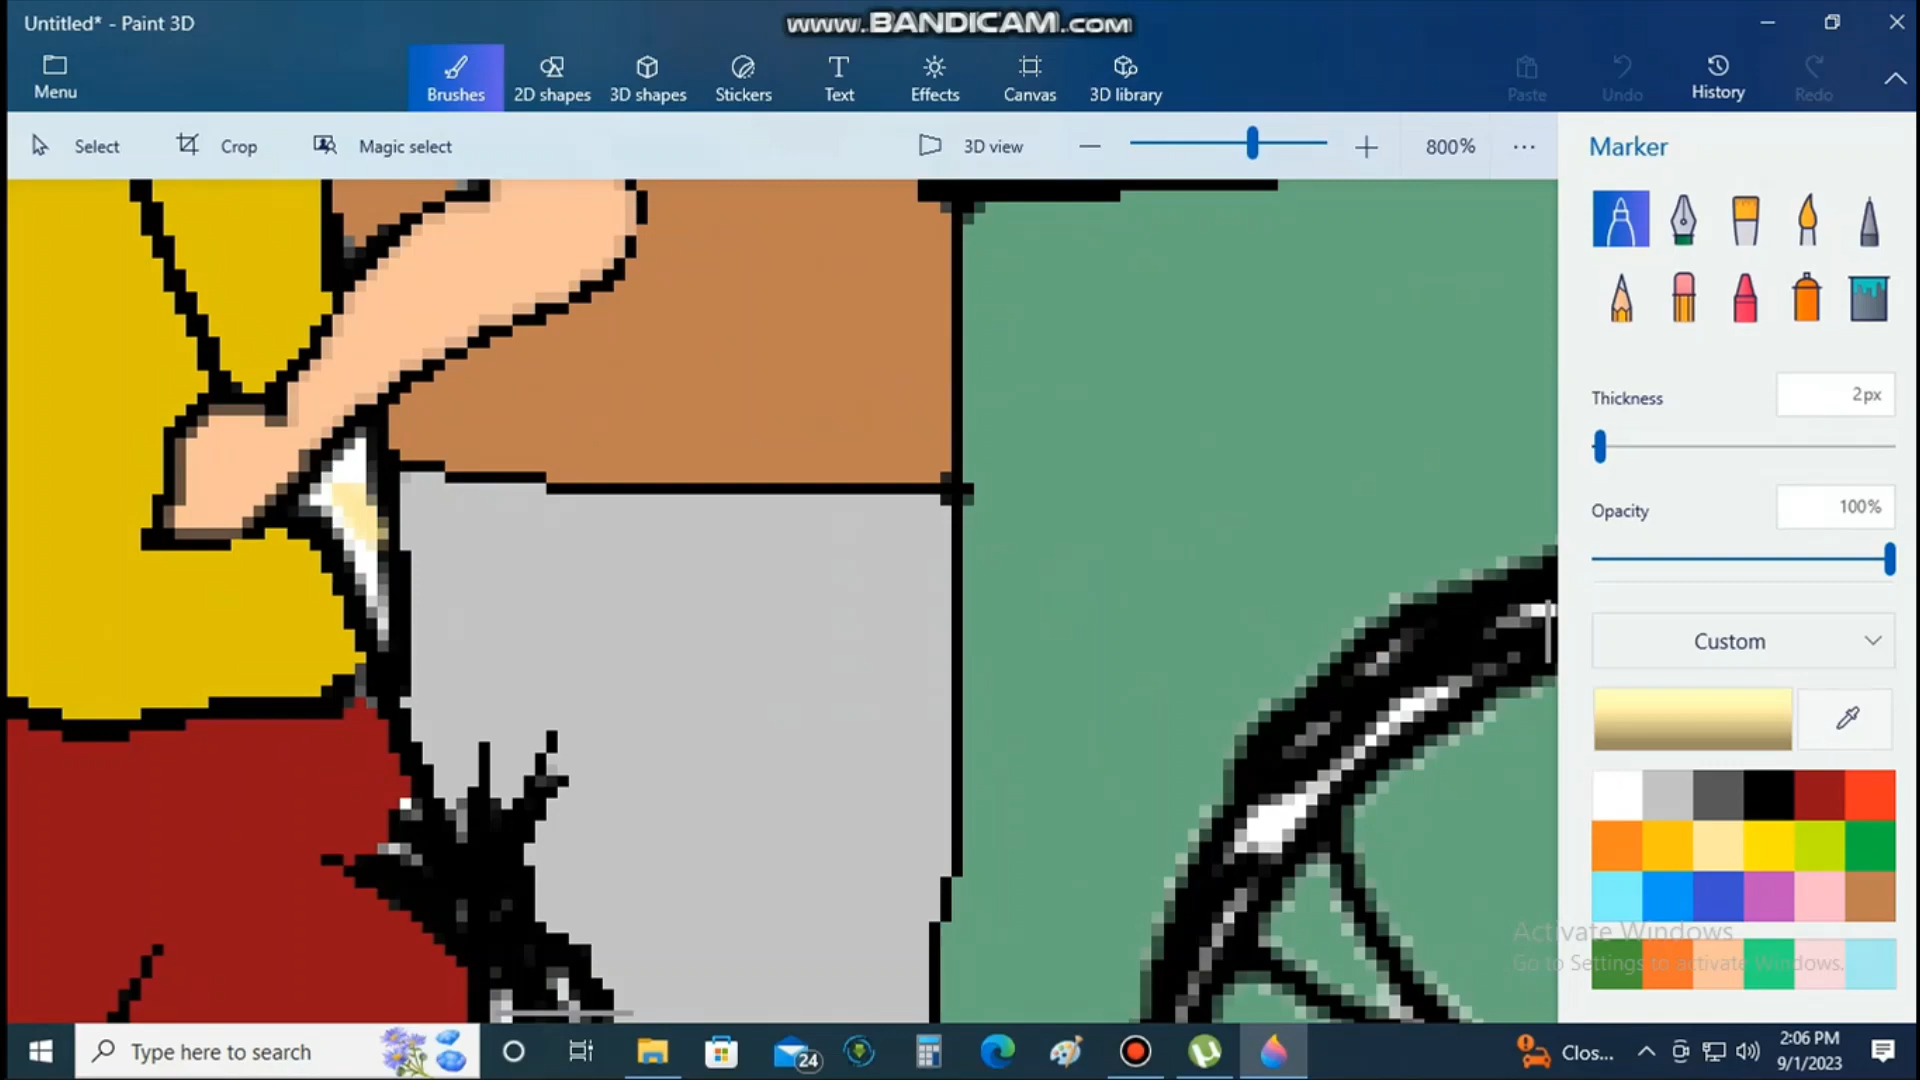 Untitled* - Paint 3D
www.BANDICAM.com
Menu
Brushes
2D shapes
3D shapes
Stickers
Text
Effects
Canvas
3D library
Paste
Undo
History
Redo
Select
Crop
Magic select
3D view
800%
Marker
Thickness
2px
Opacity
100%
Custom
Activate Windows
Go to Settings to activate Windows.
Type here to search
24
Clos...
2:06 PM
9/1/2023